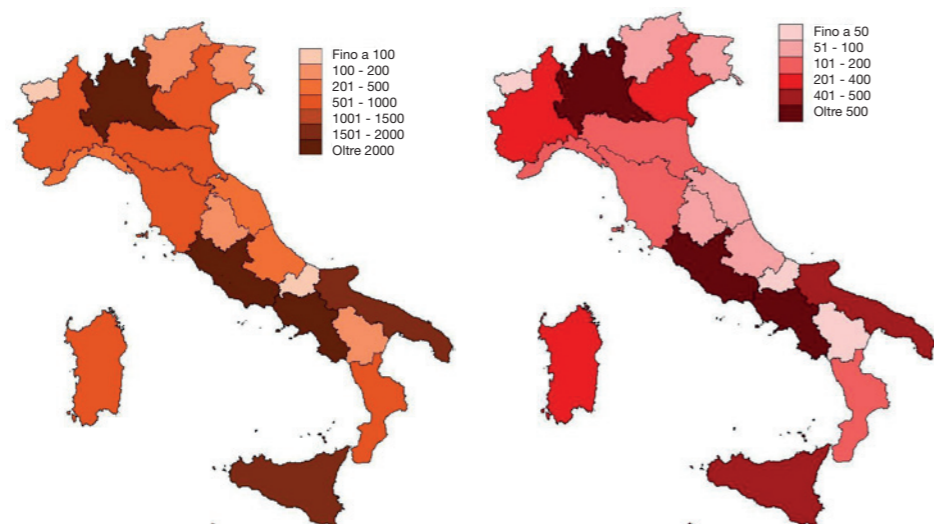 Fino a 100
100 - 200
201 - 500
501 - 1000
1001 - 1500
1501 - 2000
Oltre 2000
Fino a 50
51 - 100
101 - 200
201 - 400
401 - 500
Oltre 500